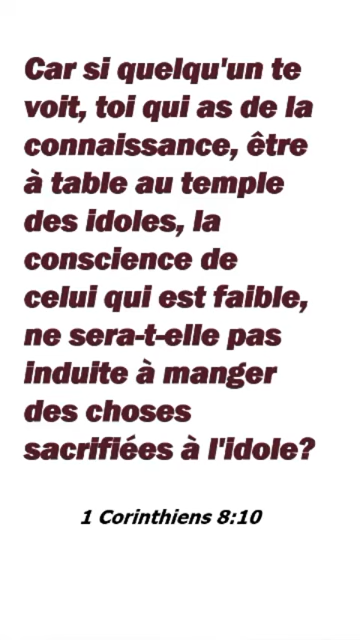 Car si quelqu'un te
voit, toi qui as de la
connaissance, être
à table au temple
des idoles, la
conscience de
celui qui est faible,
ne sera-t-elle pas
induite à manger
des choses
sacrifiées à l'idole?
1 Corinthiens 8:10